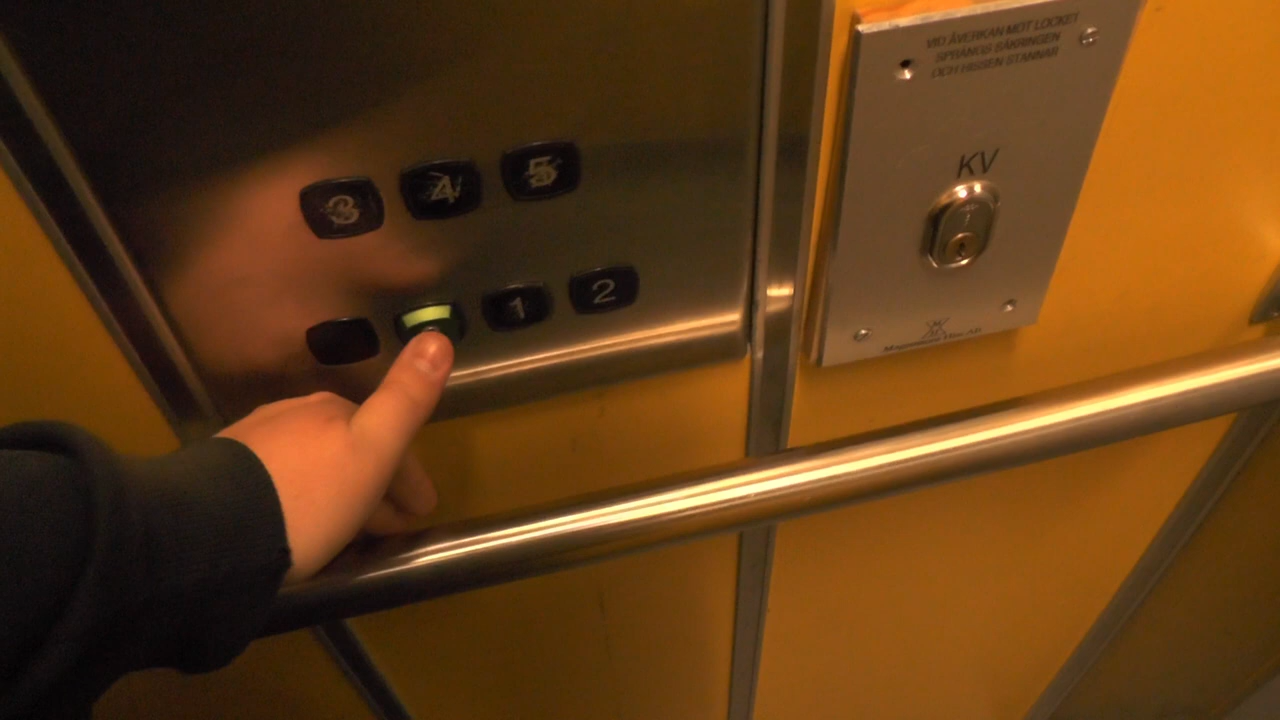 VID ÅVERKAN MOT LOCKET
SPRÄNGS SÄKRINGEN
OCH HISSEN STANNAR
KV
3 4 5
1 2